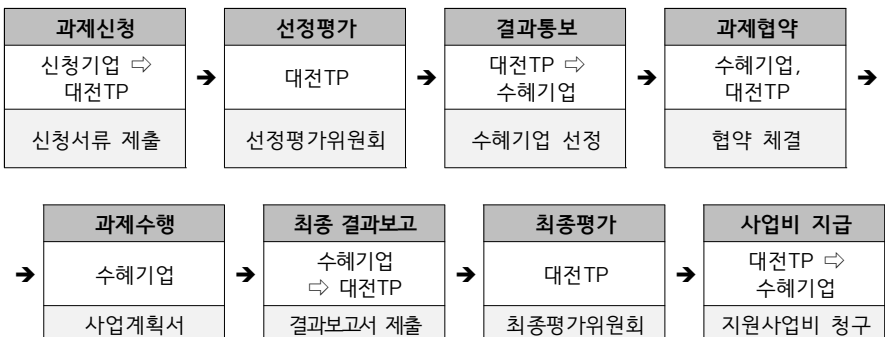 과제신청
신청기업 ⇨
대전TP
신청서류 제출
➔
선정평가
대전TP
선정평가위원회
➔
결과통보
대전TP ⇨
수혜기업
수혜기업 선정
➔
과제협약
수혜기업,
대전TP
협약 체결
➔
➔
과제수행
수혜기업
사업계획서
➔
최종 결과보고
수혜기업
⇨ 대전TP
결과보고서 제출
➔
최종평가
대전TP
최종평가위원회
➔
사업비 지급
대전TP ⇨
수혜기업
지원사업비 청구